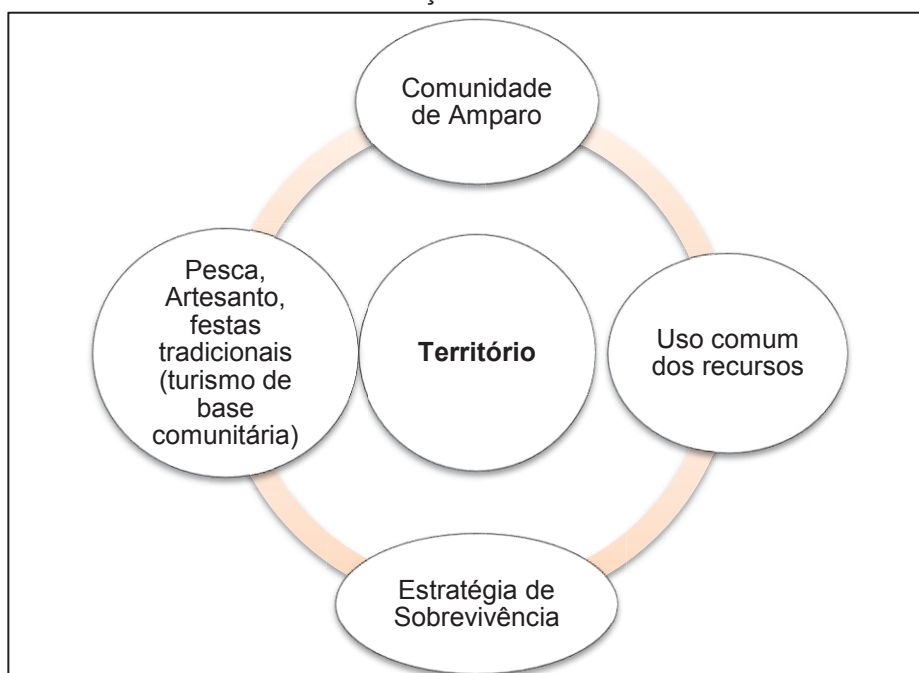 Comunidade
de Amparo
Pesca,
Artesanto,
festas
tradicionais
(turismo de
base
comunitária)
Território
Uso comum
dos recursos
Estratégia de
Sobrevivência